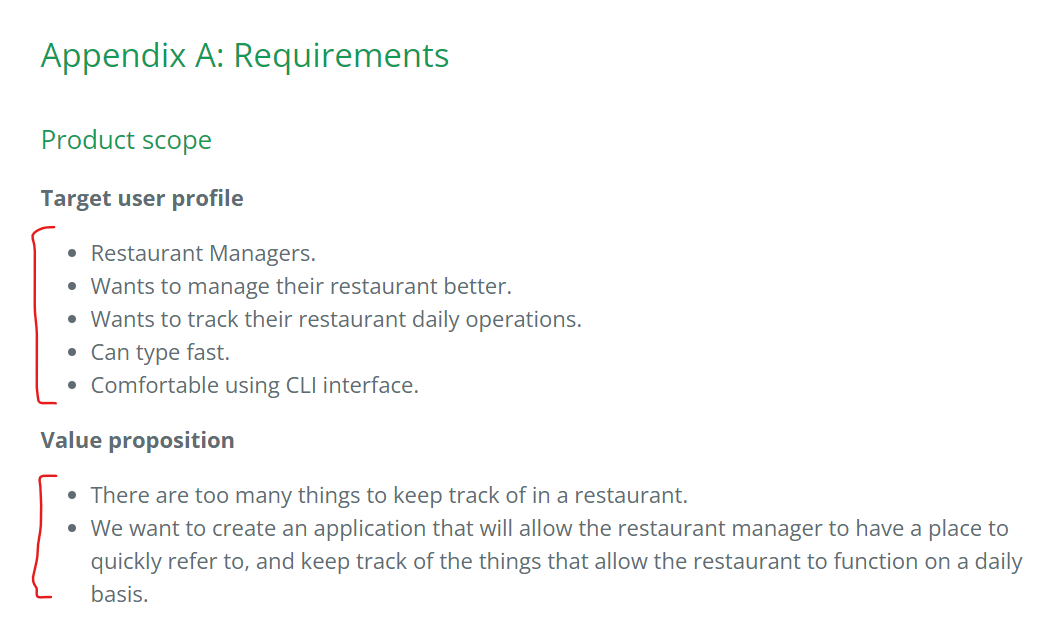 Appendix A: Requirements
Product scope
Target user profile
Restaurant Managers.
Wants to manage their restaurant better.
Wants to track their restaurant daily operations.
Can type fast.
Comfortable using CLI interface.
Value proposition
There are too many things to keep track of in a restaurant.
We want to create an application that will allow the restaurant manager to have a place to
quickly refer to, and keep track of the things that allow the restaurant to function on a daily
basis.